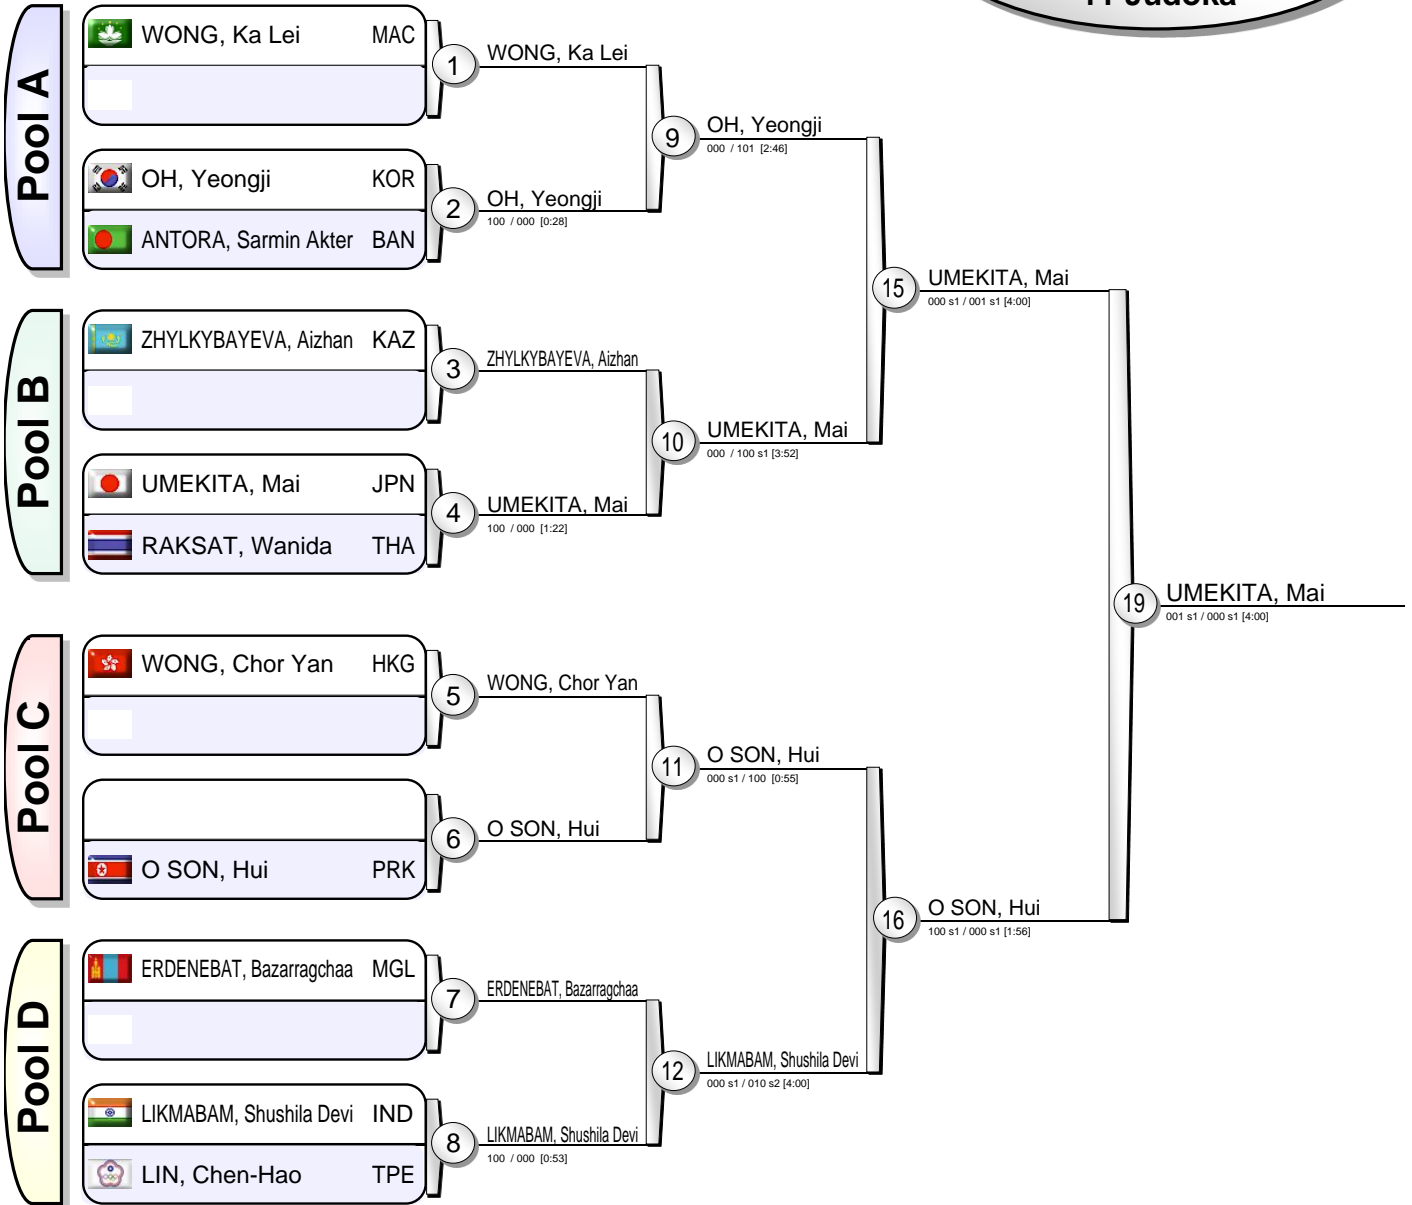 11 Judoka
Pool A
WONG, Ka Lei MAC
1
WONG, Ka Lei
OH, Yeongji KOR
ANTORA, Sarmin Akter BAN
2
OH, Yeongji
100 / 000 [0:28]
9
OH, Yeongji
000 / 101 [2:46]
Pool B
ZHYLKYBAYEVA, Aizhan KAZ
3
ZHYLKYBAYEVA, Aizhan
UMEKITA, Mai JPN
RAKSAT, Wanida THA
4
UMEKITA, Mai
100 / 000 [1:22]
10
UMEKITA, Mai
000 / 100 s1 [3:52]
15
UMEKITA, Mai
000 s1 / 001 s1 [4:00]
Pool C
WONG, Chor Yan HKG
5
WONG, Chor Yan
O SON, Hui PRK
6
O SON, Hui
11
O SON, Hui
000 s1 / 100 [0:55]
Pool D
ERDENEBAT, Bazarragchaa MGL
7
ERDENEBAT, Bazarragchaa
LIKMABAM, Shushila Devi IND
LIN, Chen-Hao TPE
8
LIKMABAM, Shushila Devi
100 / 000 [0:53]
12
LIKMABAM, Shushila Devi
000 s1 / 010 s2 [4:00]
16
O SON, Hui
100 s1 / 000 s1 [1:56]
19
UMEKITA, Mai
001 s1 / 000 s1 [4:00]